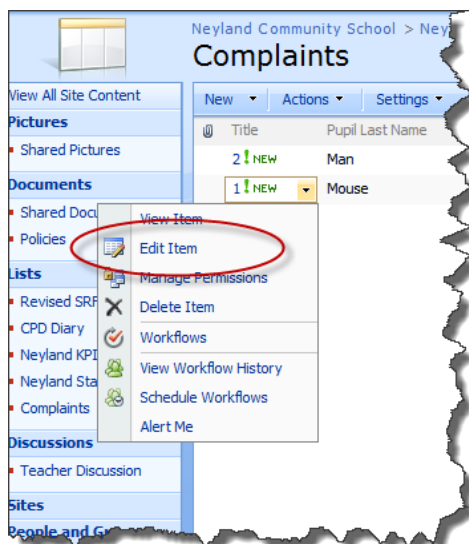 Neyland Community School > Ney
Complaints
View All Site Content
New Actions Settings
Pictures
Title Pupil Last Name
Shared Pictures
2 ! NEW Man
Documents
1 ! NEW Mouse
Shared Docu
View Item
Policies
Edit Item
Lists
Manage Permissions
Revised SRF
Delete Item
CPD Diary
Workflows
Neyland KPI
View Workflow History
Neyland Sta
Schedule Workflows
Complaints
Alert Me
Discussions
Teacher Discussion
Sites
People and Gr